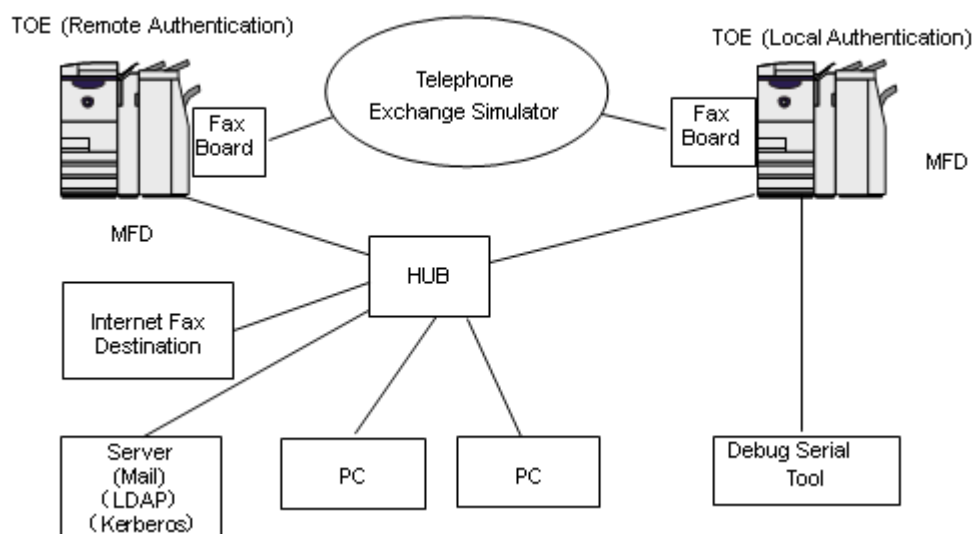 TOE (Remote Authentication)
TOE (Local Authentication)
Telephone
Exchange Simulator
Fax
Board
Fax
Board
MFD
MFD
HUB
Internet Fax
Destination
Server
(Mail)
(LDAP)
(Kerberos)
PC
PC
Debug Serial
Tool